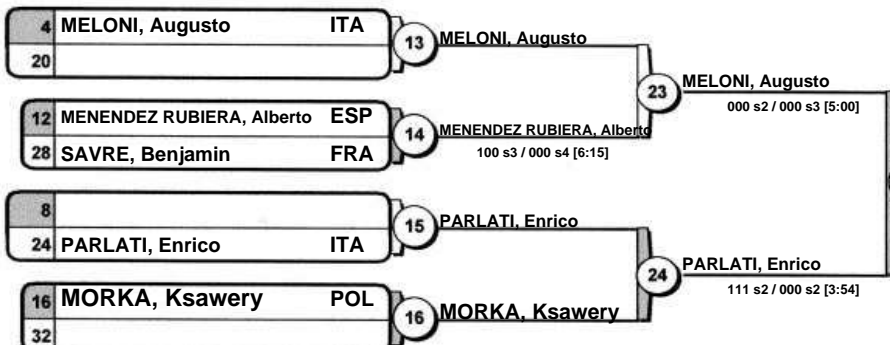 4 MELONI, Augusto ITA
20
13 MELONI, Augusto
12 MENENDEZ RUBIERA, Alberto ESP
28 SAVRE, Benjamin FRA
14 MENENDEZ RUBIERA, Alberto
100 s3 / 000 s4 [6:15]
23 MELONI, Augusto
000 s2 / 000 s3 [5:00]
8
24 PARLATI, Enrico ITA
15 PARLATI, Enrico
16 MORKA, Ksawery POL
32
16 MORKA, Ksawery
24 PARLATI, Enrico
111 s2 / 000 s2 [3:54]